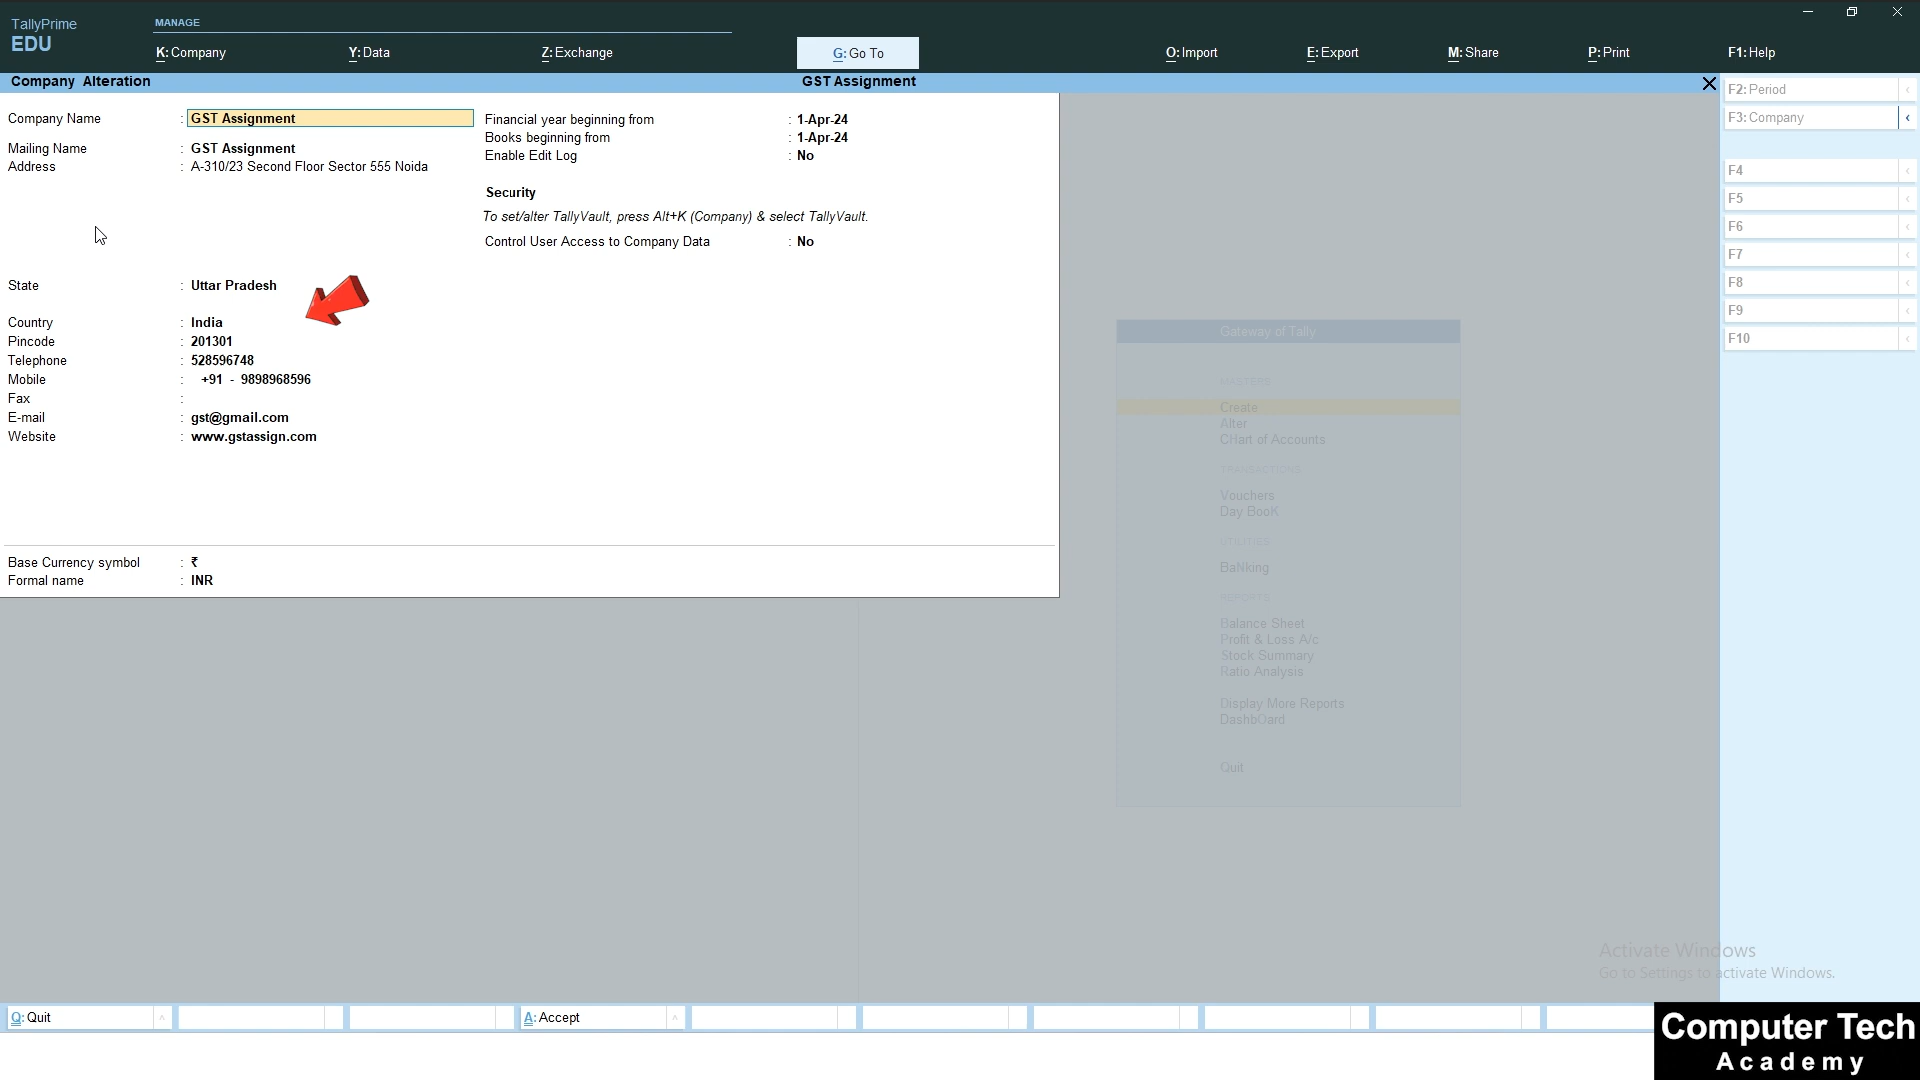 TallyPrime
EDU
MANAGE
K: Company
Y: Data
Z: Exchange
G: Go To
O: Import
E: Export
M: Share
P: Print
F1: Help
Company Alteration
GST Assignment
Company Name : GST Assignment
Mailing Name : GST Assignment
Address : A-310/23 Second Floor Sector 555 Noida
State : Uttar Pradesh
Country : India
Pincode : 201301
Telephone : 528596748
Mobile : +91 - 9898968596
Fax :
E-mail : gst@gmail.com
Website : www.gstassign.com
Financial year beginning from : 1-Apr-24
Books beginning from : 1-Apr-24
Enable Edit Log : No
Security
To set/alter TallyVault, press Alt+K (Company) & select TallyVault.
Control User Access to Company Data : No
Base Currency symbol : ₹
Formal name : INR
Gateway of Tally
MASTERS
Create
Alter
CHart of Accounts
TRANSACTIONS
Vouchers
Day BooK
UTILITIES
BaNking
REPORTS
Balance Sheet
Profit & Loss A/c
Stock Summary
Ratio Analysis
Display More Reports
DashbOard
Quit
F2: Period
F3: Company
F4
F5
F6
F7
F8
F9
F10
Activate Windows
Go to Settings to activate Windows.
Q: Quit
A: Accept
Computer Tech
Academy